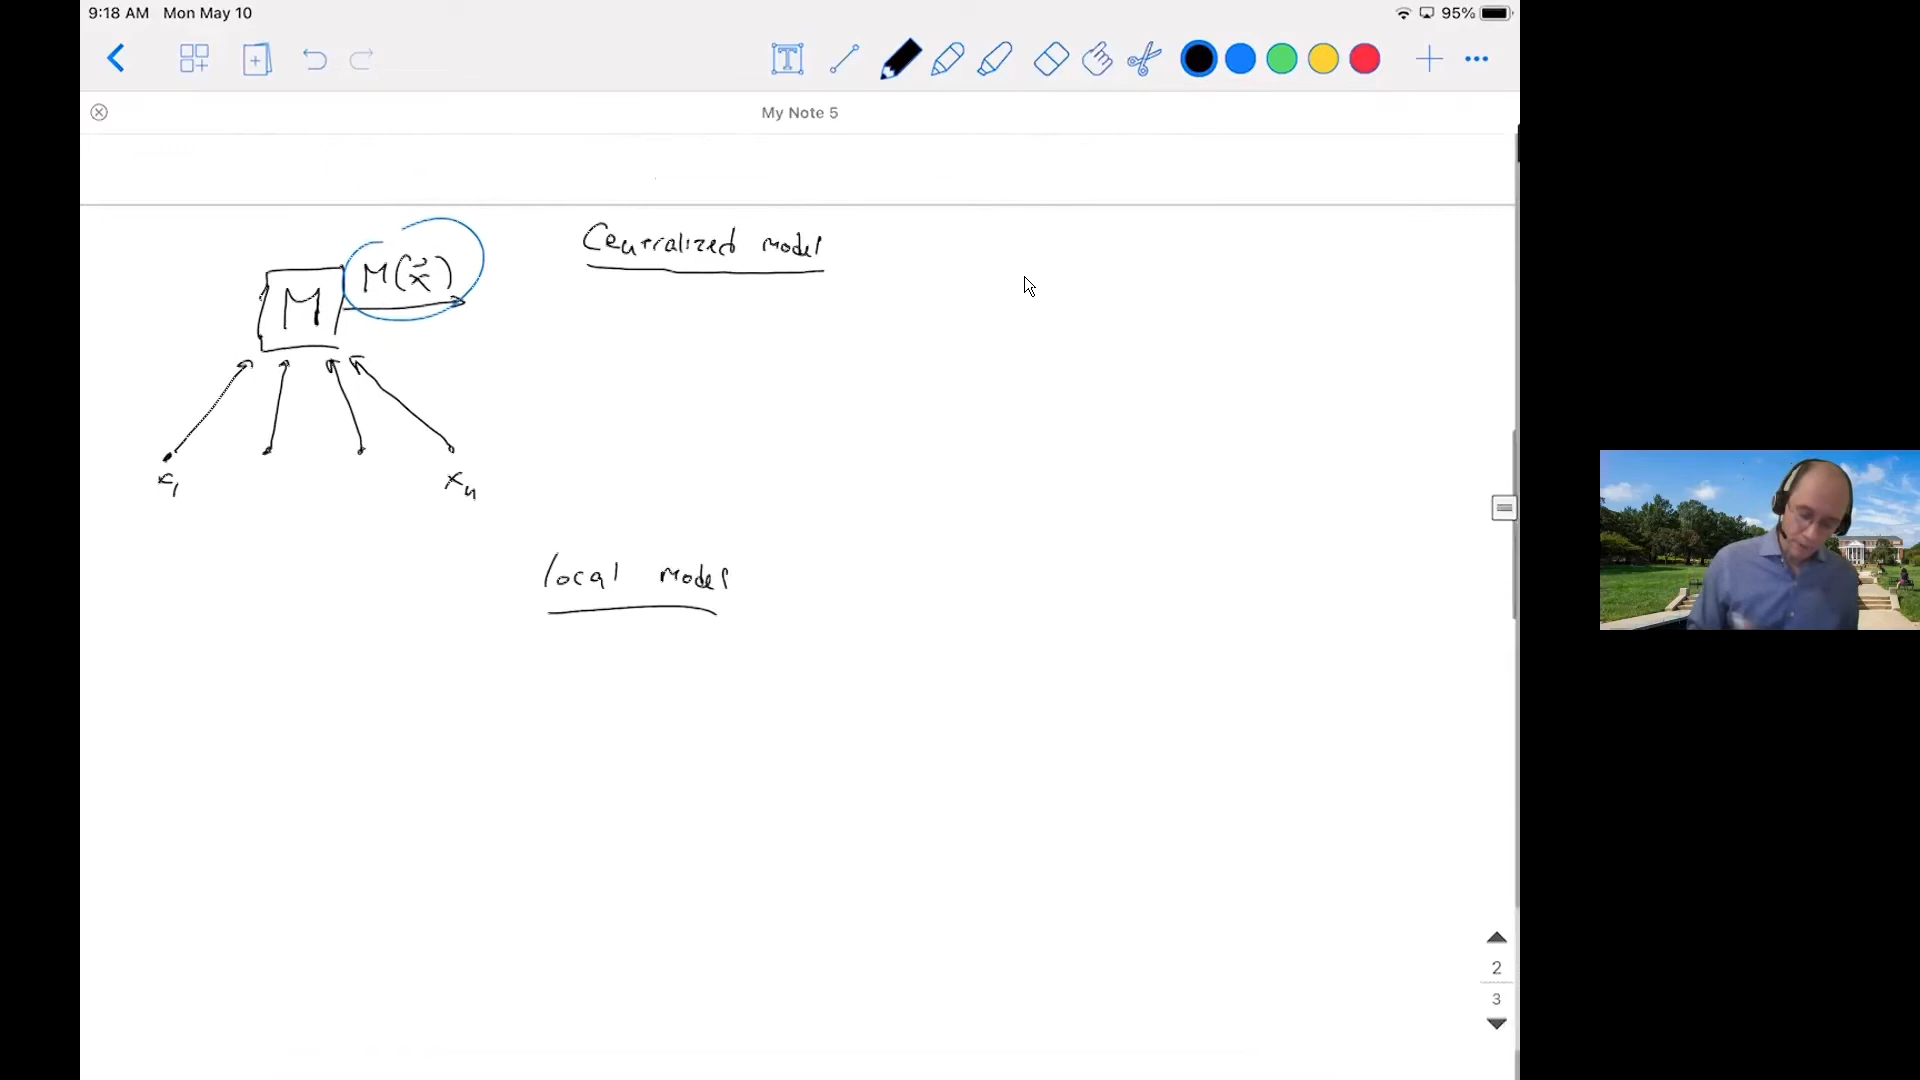 9:18 AM Mon May 10
95%
T
My Note 5
Centralized model
M(x⃗)
M
x₁
xₙ
local model
2
3